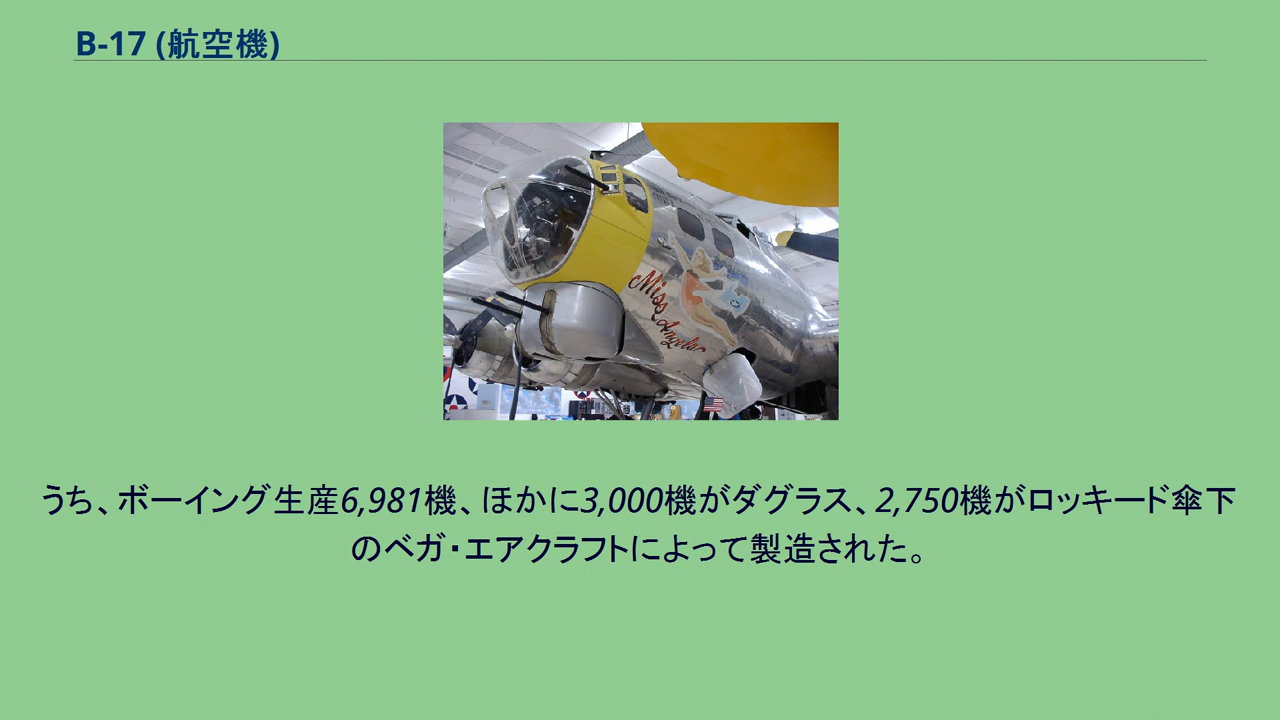 B-17 (航空機)
Miss Angela
うち、ボーイング生産6,981機、ほかに3,000機がダグラス、2,750機がロッキード傘下
のベガ・エアクラフトによって製造された。